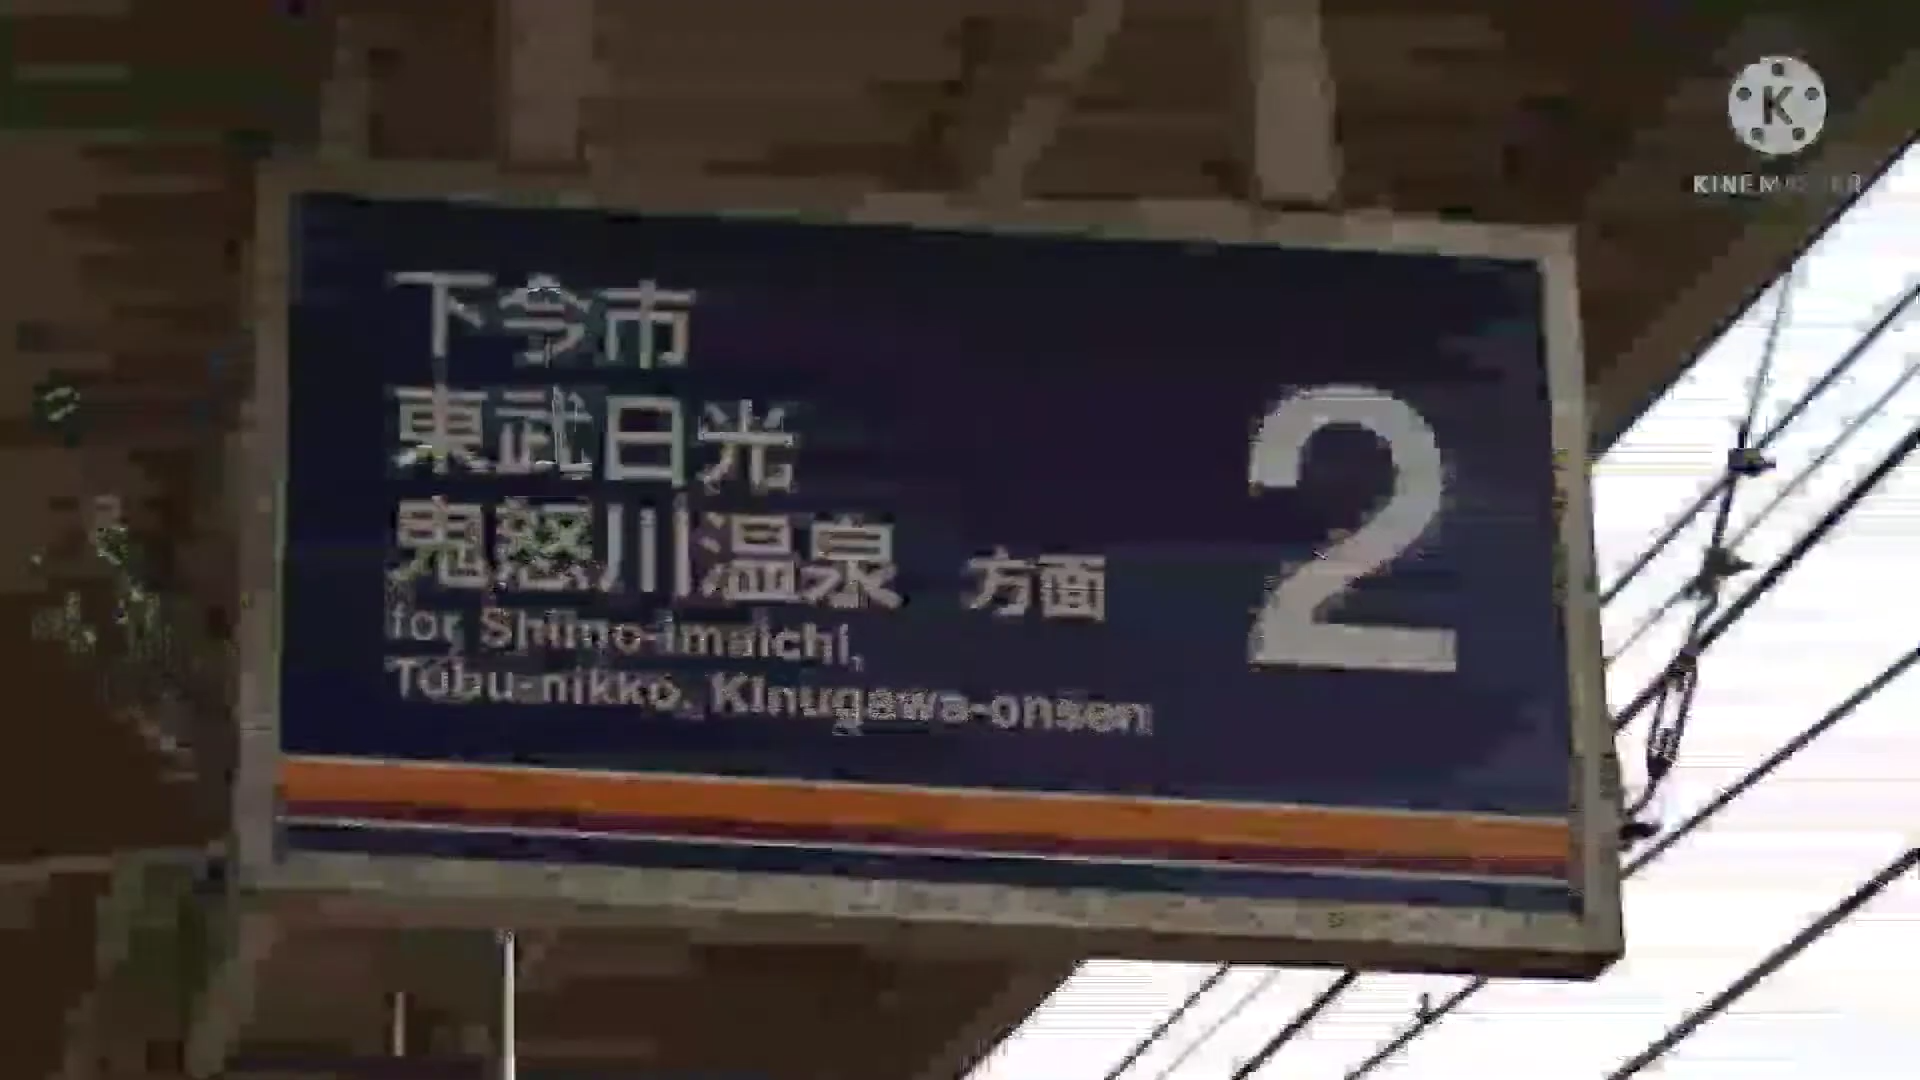 下今市
東武日光
鬼怒川温泉 方面
2
for Shimo-imaichi,
Tobu-nikko, Kinugawa-onsen
K
KINEMASTER